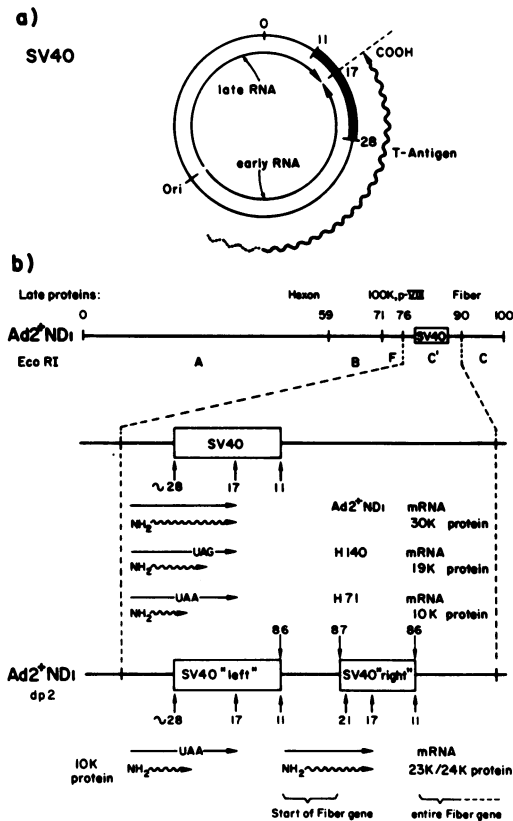 a)
SV40
0
11
COOH
17
late RNA
28
T-Antigen
early RNA
Ori
b)
Late proteins: Hexon 100K,p-VIII Fiber
0 59 71 76 90 100
Ad2+ND1 SV40
Eco RI A B F C' C
SV40
~28 17 11
Ad2+ND1 mRNA
NH2 30K protein
UAG H140 mRNA
NH2 19K protein
UAA H71 mRNA
NH2 10K protein
86 87 86
Ad2+ND1 SV40 "left" SV40 "right"
dp2
~28 17 11 21 17 11
10K protein UAA mRNA
NH2 NH2 23K/24K protein
Start of Fiber gene entire Fiber gene